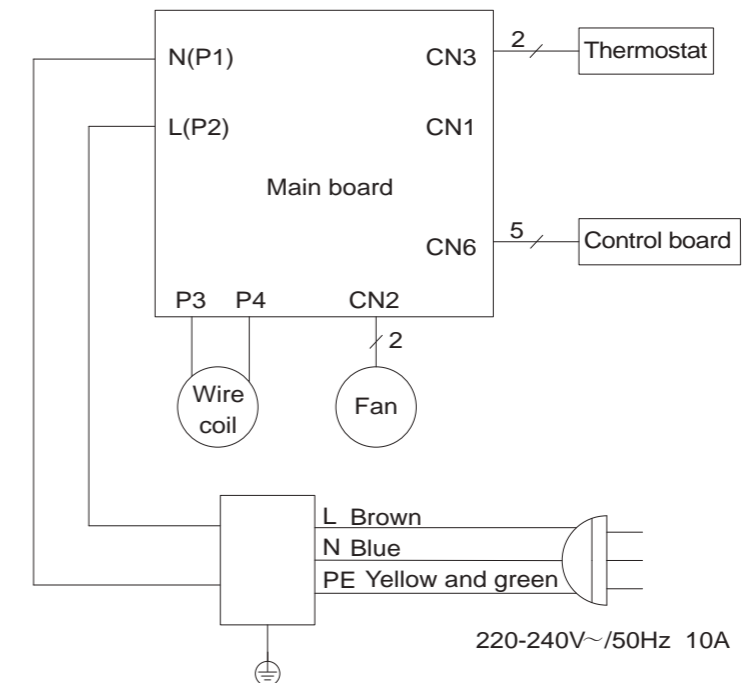 2
N(P1)
CN3
Thermostat
L(P2)
CN1
Main board
5
CN6
Control board
P3
P4
CN2
2
Wire
coil
Fan
L Brown
N Blue
PE Yellow and green
220-240V～/50Hz 10A